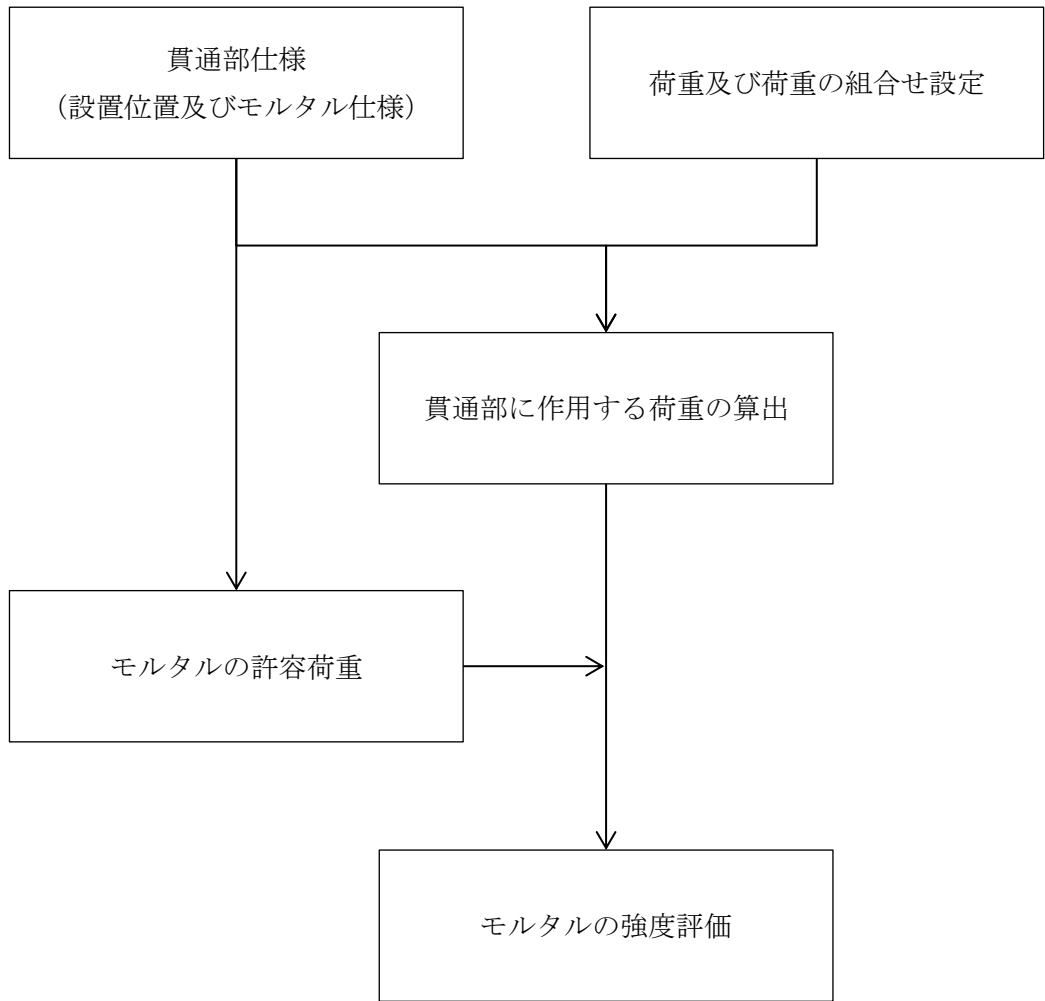 貫通部仕様
（設置位置及びモルタル仕様）
荷重及び荷重の組合せ設定
貫通部に作用する荷重の算出
モルタルの許容荷重
モルタルの強度評価